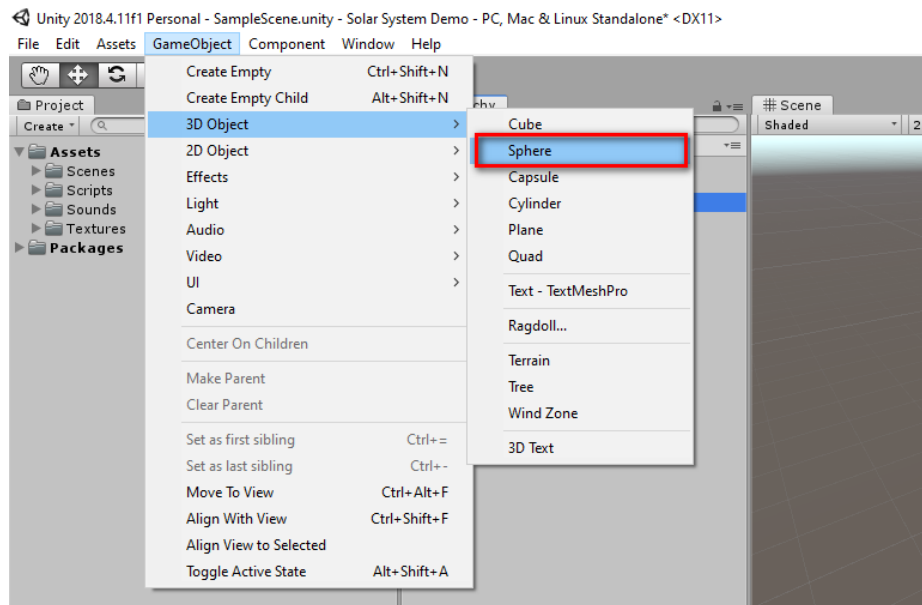 Unity 2018.4.11f1 Personal - SampleScene.unity - Solar System Demo - PC, Mac & Linux Standalone* <DX11>
File Edit Assets GameObject Component Window Help
Project
Create
Assets
Scenes
Scripts
Sounds
Textures
Packages
Create Empty Ctrl+Shift+N
Create Empty Child Alt+Shift+N
3D Object >
2D Object >
Effects >
Light >
Audio >
Video >
UI >
Camera
Center On Children
Make Parent
Clear Parent
Set as first sibling Ctrl+=
Set as last sibling Ctrl+-
Move To View Ctrl+Alt+F
Align With View Ctrl+Shift+F
Align View to Selected
Toggle Active State Alt+Shift+A
chy
Cube
Sphere
Capsule
Cylinder
Plane
Quad
Text - TextMeshPro
Ragdoll...
Terrain
Tree
Wind Zone
3D Text
# Scene
Shaded 2